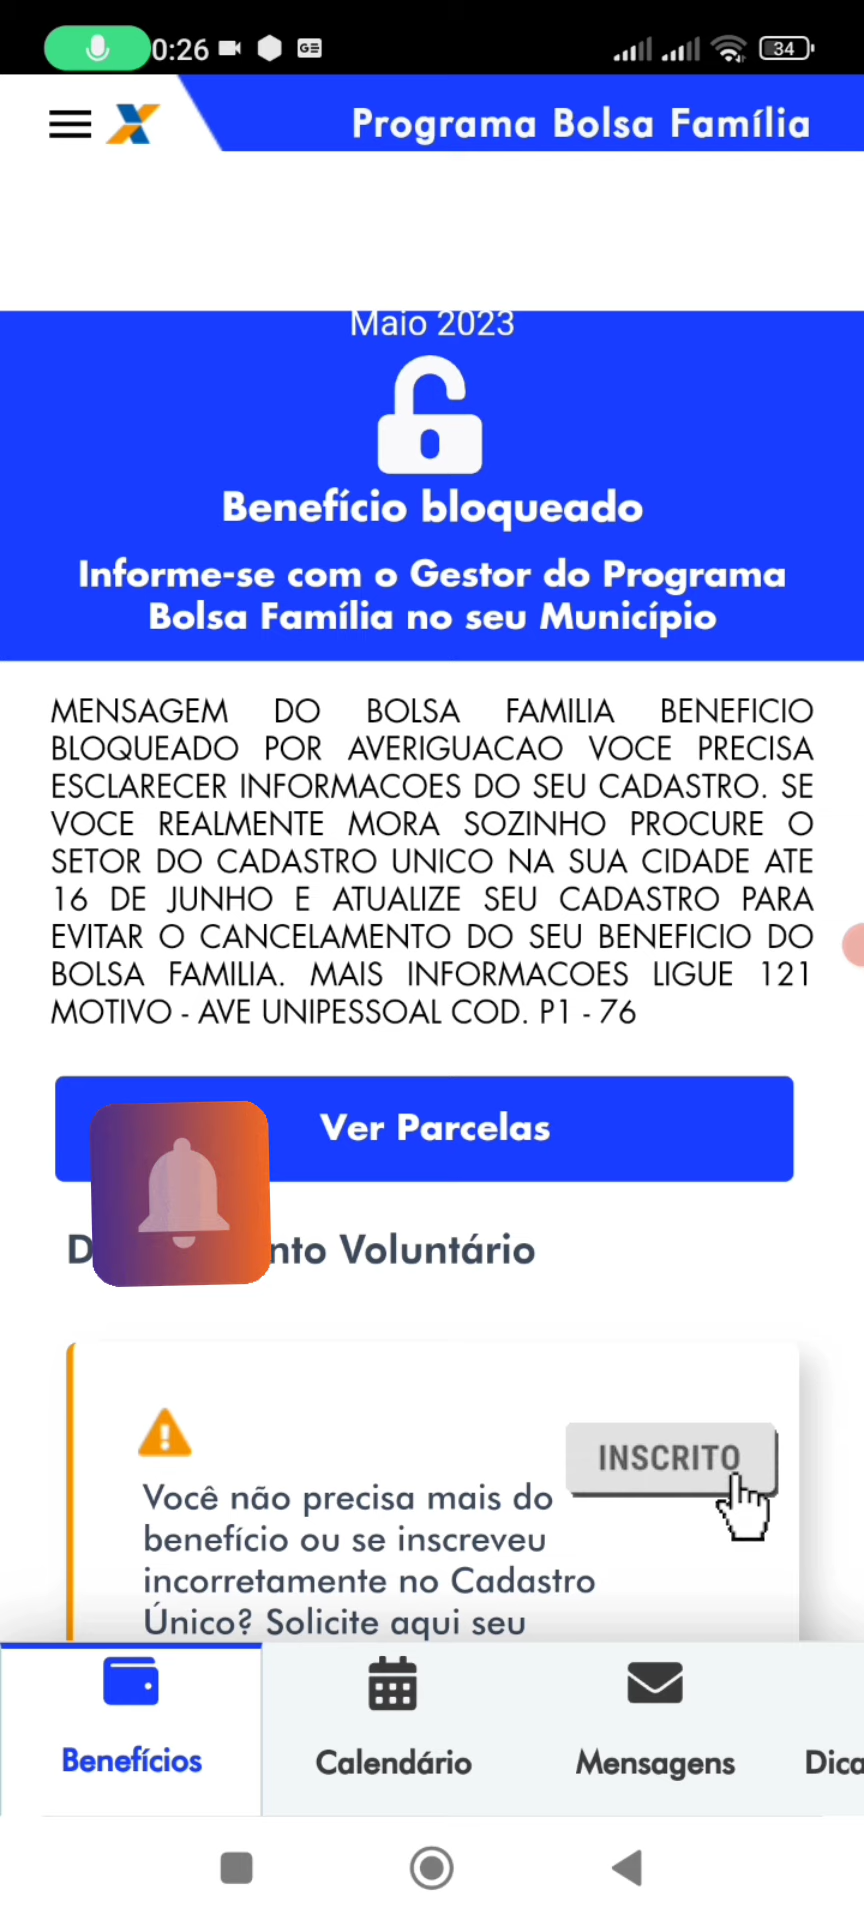 0:26
34
Programa Bolsa Família
Maio 2023
Benefício bloqueado
Informe-se com o Gestor do Programa
Bolsa Família no seu Município
MENSAGEM DO BOLSA FAMILIA BENEFICIO
BLOQUEADO POR AVERIGUACAO VOCE PRECISA
ESCLARECER INFORMACOES DO SEU CADASTRO. SE
VOCE REALMENTE MORA SOZINHO PROCURE O
SETOR DO CADASTRO UNICO NA SUA CIDADE ATE
16 DE JUNHO E ATUALIZE SEU CADASTRO PARA
EVITAR O CANCELAMENTO DO SEU BENEFICIO DO
BOLSA FAMILIA. MAIS INFORMACOES LIGUE 121
MOTIVO - AVE UNIPESSOAL COD. P1 - 76
Ver Parcelas
Voluntário
INSCRITO
Você não precisa mais do
benefício ou se inscreveu
incorretamente no Cadastro
Único? Solicite aqui seu
Benefícios
Calendário
Mensagens